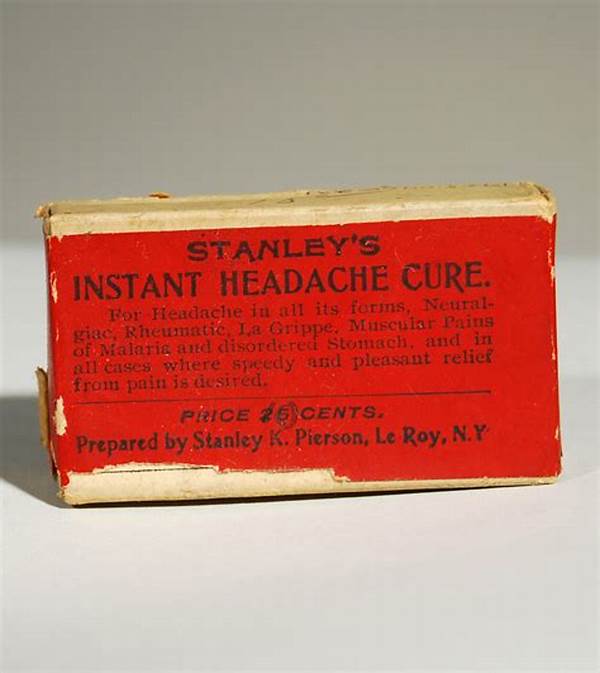 STANLEY'S
INSTANT HEADACHE CURE.
For Headache in all its forms, Neural-
giac, Rheumatic, La Grippe, Muscular Pains
of Malaria and disordered Stomach, and in
all cases where speedy and pleasant relief
from pain is desired.
PRICE 25 CENTS.
Prepared by Stanley K. Pierson, Le Roy, N.Y